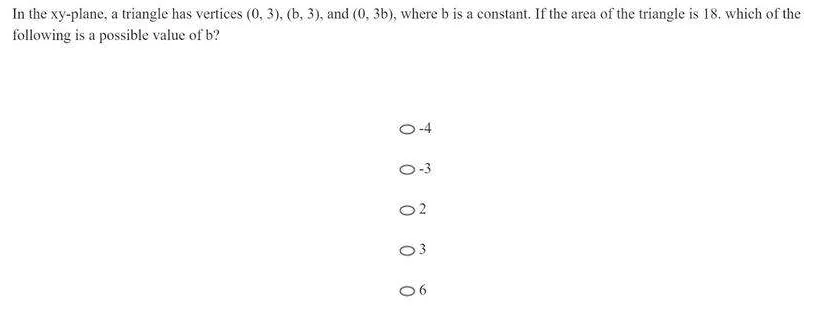 In the xy-plane, a triangle has vertices (0, 3), (b, 3), and (0, 3b), where b is a constant. If the area of the triangle is 18. which of the
following is a possible value of b?
-4
-3
2
3
6